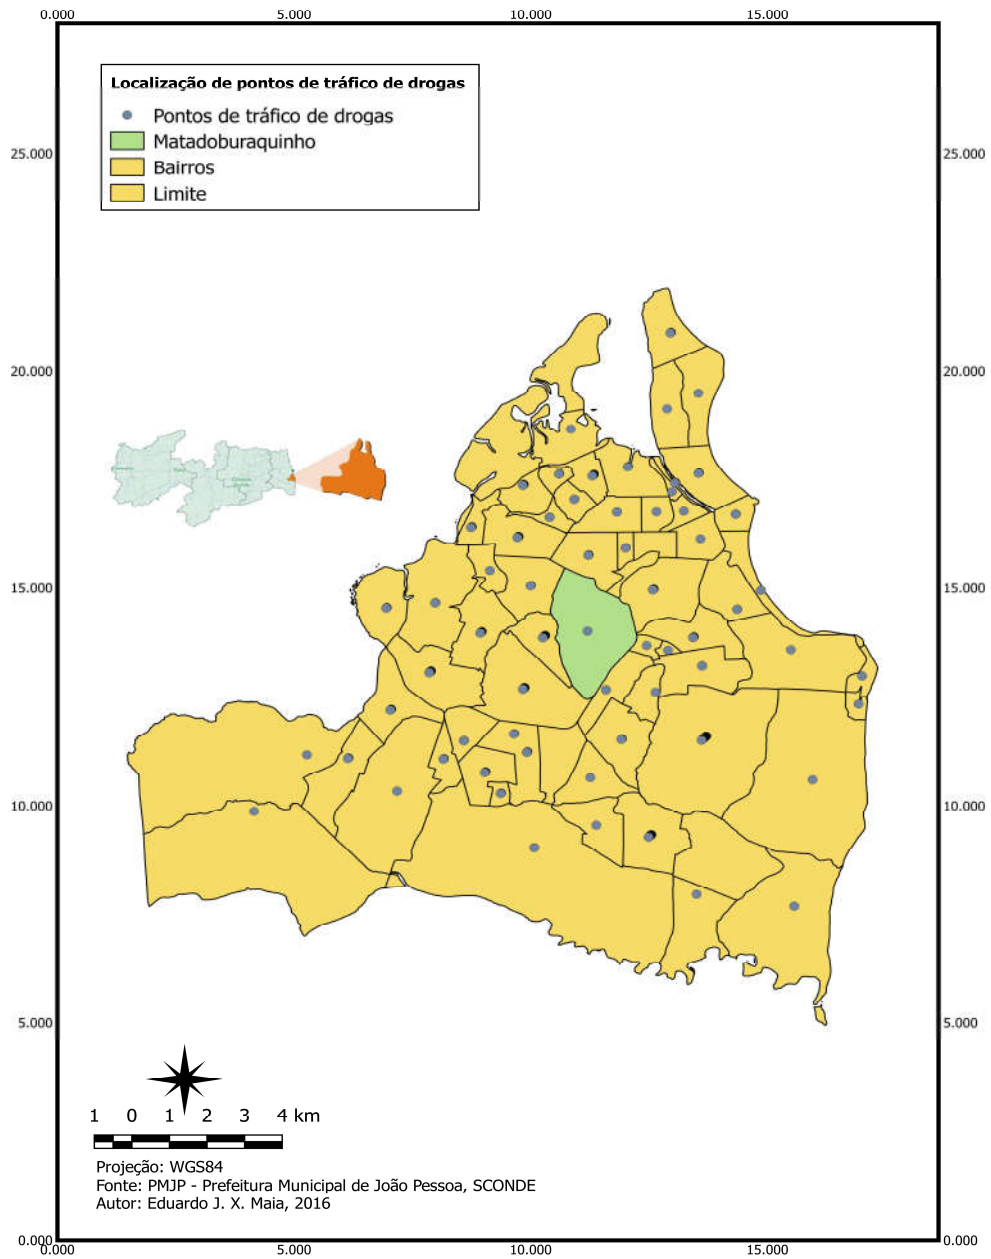 0.000 5.000 10.000 15.000
Localização de pontos de tráfico de drogas
Pontos de tráfico de drogas
Matadoburaquinho
Bairros
Limite
25.000 25.000
20.000 20.000
15.000 15.000
10.000 10.000
5.000 5.000
1 0 1 2 3 4 km
Projeção: WGS84
Fonte: PMJP - Prefeitura Municipal de João Pessoa, SCONDE
Autor: Eduardo J. X. Maia, 2016
0.000 0.000
0.000 5.000 10.000 15.000